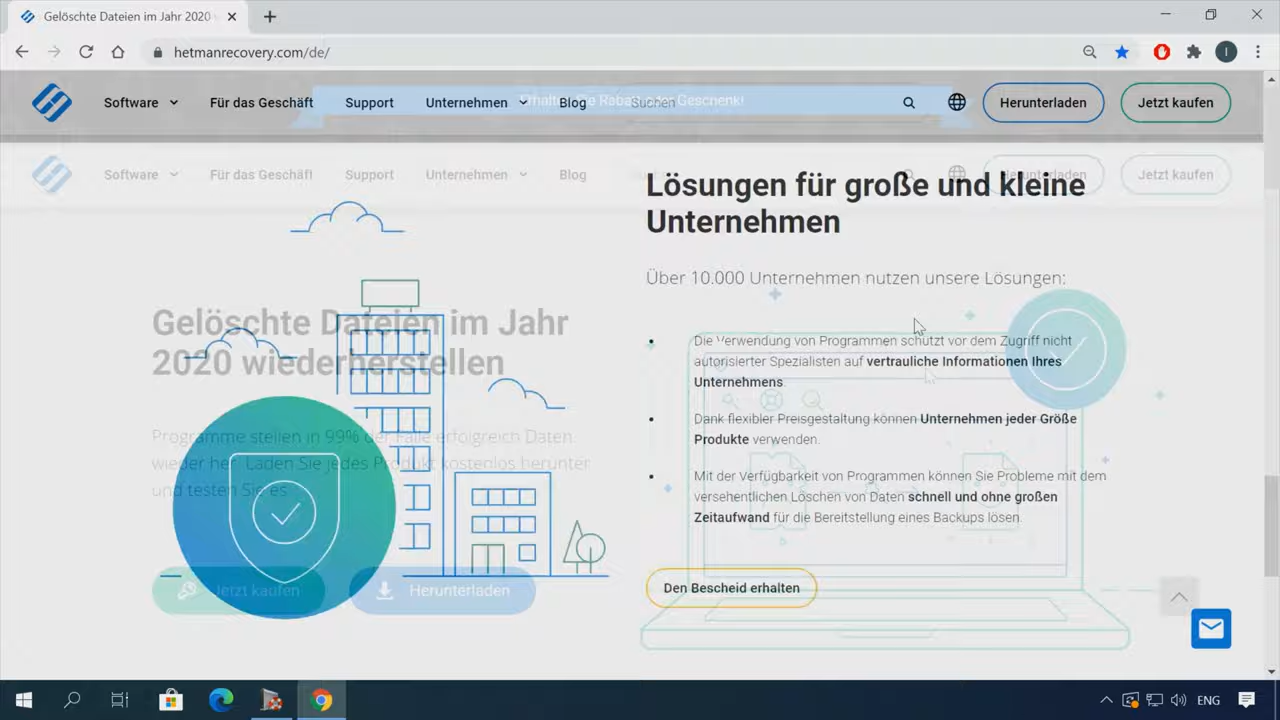 Gelöschte Dateien im Jahr 2020
hetmanrecovery.com/de/
Erhalten Sie Rabatt oder Geschenk!
Software
Für das Geschäft
Support
Unternehmen
Blog
Suchen
Herunterladen
Jetzt kaufen
Software
Für das Geschäft
Support
Unternehmen
Blog
Herunterladen
Jetzt kaufen
Lösungen für große und kleine
Unternehmen
Über 10.000 Unternehmen nutzen unsere Lösungen:
Gelöschte Dateien im Jahr
2020 wiederherstellen
Programme stellen in 99% der Fälle erfolgreich Daten
wieder her. Laden Sie jedes Produkt kostenlos herunter
und testen Sie es
Jetzt kaufen
Herunterladen
Die Verwendung von Programmen schützt vor dem Zugriff nicht
autorisierter Spezialisten auf vertrauliche Informationen Ihres
Unternehmens.
Dank flexibler Preisgestaltung können Unternehmen jeder Größe
Produkte verwenden.
Mit der Verfügbarkeit von Programmen können Sie Probleme mit dem
versehentlichen Löschen von Daten schnell und ohne großen
Zeitaufwand für die Bereitstellung eines Backups lösen.
Den Bescheid erhalten
ENG